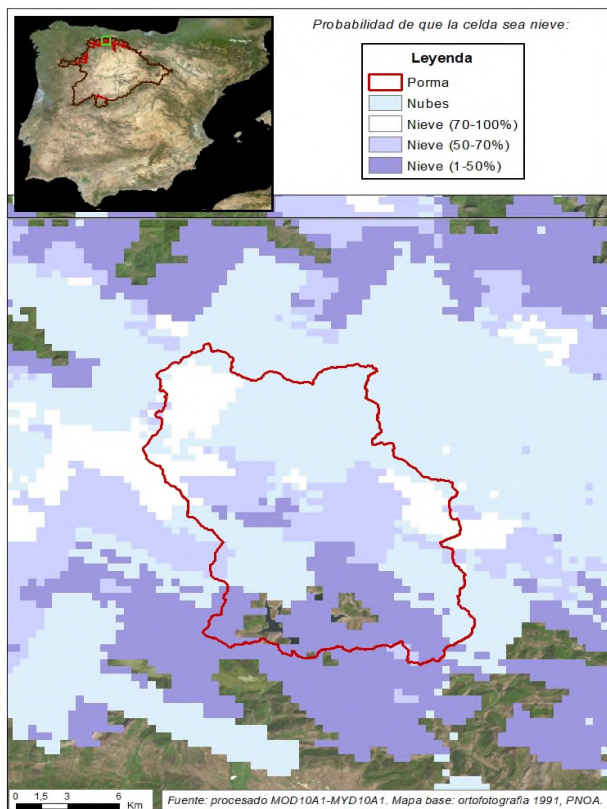 Probabilidad de que la celda sea nieve:
Leyenda
Porma
Nubes
Nieve (70-100%)
Nieve (50-70%)
Nieve (1-50%)
0 1,5 3 6
Km
Fuente: procesado MOD10A1-MYD10A1. Mapa base: ortofotografia 1991, PNOA